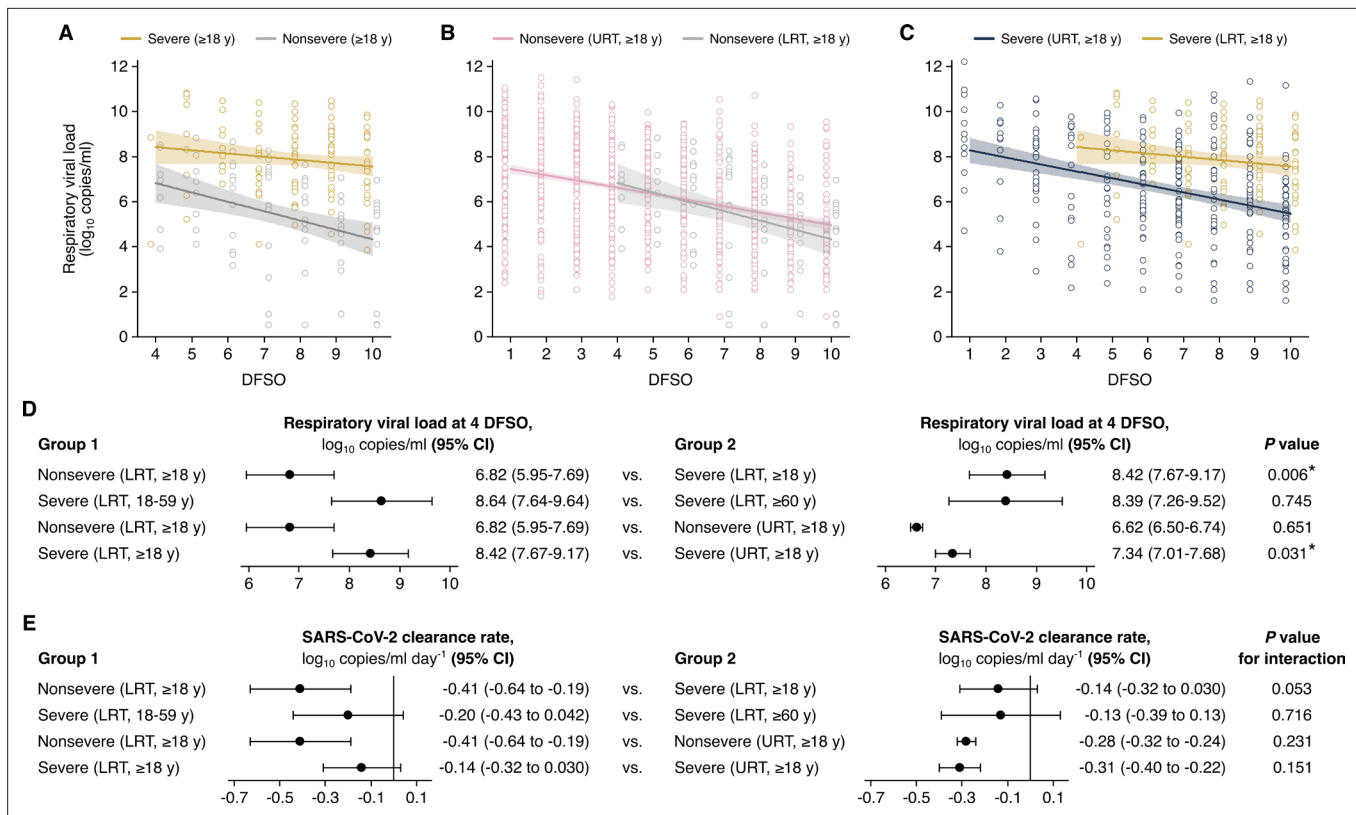 A
Severe (≥18 y)
Nonsevere (≥18 y)
B
Nonsevere (URT, ≥18 y)
Nonsevere (LRT, ≥18 y)
C
Severe (URT, ≥18 y)
Severe (LRT, ≥18 y)
Respiratory viral load
(log10 copies/ml)
12
10
8
6
4
2
0
4 5 6 7 8 9 10
DFSO
12
10
8
6
4
2
0
1 2 3 4 5 6 7 8 9 10
DFSO
12
10
8
6
4
2
0
1 2 3 4 5 6 7 8 9 10
DFSO
D
Group 1
Respiratory viral load at 4 DFSO,
log10 copies/ml (95% CI)
Group 2
Respiratory viral load at 4 DFSO,
log10 copies/ml (95% CI)
P value
Nonsevere (LRT, ≥18 y) 6.82 (5.95-7.69) vs. Severe (LRT, ≥18 y) 8.42 (7.67-9.17) 0.006*
Severe (LRT, 18-59 y) 8.64 (7.64-9.64) vs. Severe (LRT, ≥60 y) 8.39 (7.26-9.52) 0.745
Nonsevere (LRT, ≥18 y) 6.82 (5.95-7.69) vs. Nonsevere (URT, ≥18 y) 6.62 (6.50-6.74) 0.651
Severe (LRT, ≥18 y) 8.42 (7.67-9.17) vs. Severe (URT, ≥18 y) 7.34 (7.01-7.68) 0.031*
6 7 8 9 10
6 7 8 9 10
E
Group 1
SARS-CoV-2 clearance rate,
log10 copies/ml day-1 (95% CI)
Group 2
SARS-CoV-2 clearance rate,
log10 copies/ml day-1 (95% CI)
P value
for interaction
Nonsevere (LRT, ≥18 y) -0.41 (-0.64 to -0.19) vs. Severe (LRT, ≥18 y) -0.14 (-0.32 to 0.030) 0.053
Severe (LRT, 18-59 y) -0.20 (-0.43 to 0.042) vs. Severe (LRT, ≥60 y) -0.13 (-0.39 to 0.13) 0.716
Nonsevere (LRT, ≥18 y) -0.41 (-0.64 to -0.19) vs. Nonsevere (URT, ≥18 y) -0.28 (-0.32 to -0.24) 0.231
Severe (LRT, ≥18 y) -0.14 (-0.32 to 0.030) vs. Severe (URT, ≥18 y) -0.31 (-0.40 to -0.22) 0.151
-0.7 -0.5 -0.3 -0.1 0.1
-0.7 -0.5 -0.3 -0.1 0.1